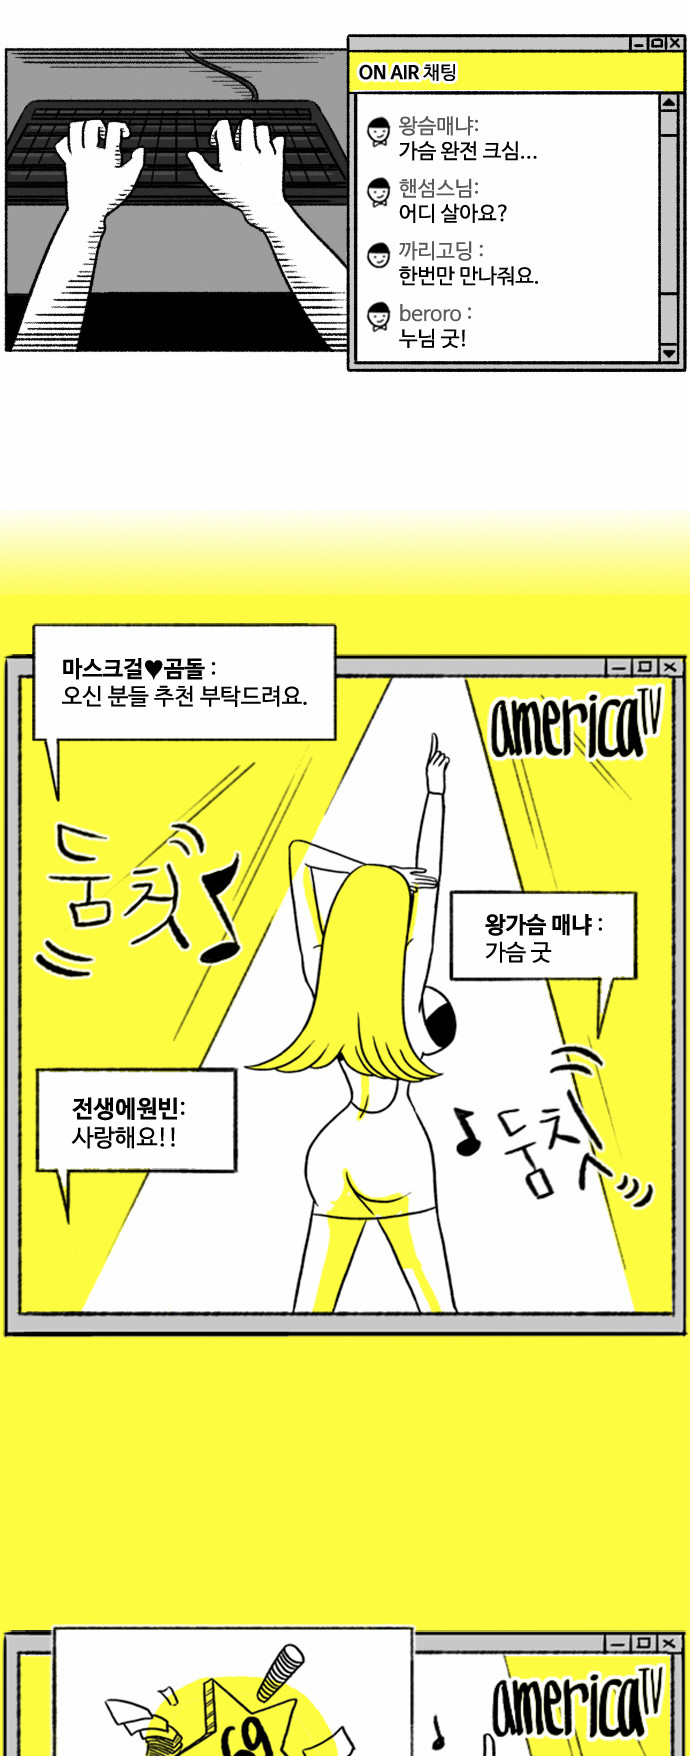 ON AIR 채팅
왕슴매냐:
가슴 완전 크심...
핸섬스님:
어디 살아요?
까리고딩 :
한번만 만나줘요.
beroro :
누님 굿!
마스크걸♥곰돌 :
오신 분들 추천 부탁드려요.
americaTV
둠칫♪
왕가슴 매냐 :
가슴 굿
전생에원빈:
사랑해요!!
♪둠칫
americaTV
69